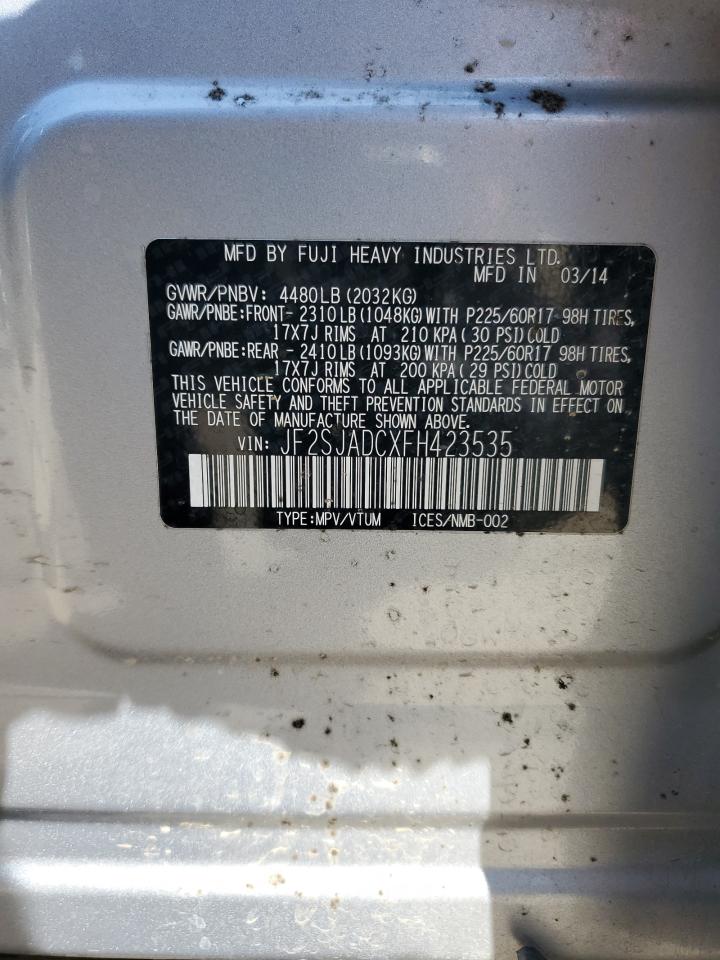 MFD BY FUJI HEAVY INDUSTRIES LTD.
MFD IN 03/14
GVWR/PNBV: 4480LB (2032KG)
GAWR/PNBE:FRONT- 2310 LB (1048KG) WITH P225/60R17 98H TIRES,
17X7J RIMS AT 210 KPA (30 PSI) COLD
GAWR/PNBE:REAR - 2410 LB (1093KG) WITH P225/60R17 98H TIRES,
17X7J RIMS AT 200 KPA (29 PSI) COLD
THIS VEHICLE CONFORMS TO ALL APPLICABLE FEDERAL MOTOR
VEHICLE SAFETY AND THEFT PREVENTION STANDARDS IN EFFECT ON
THE DATE OF MANUFACTURE SHOWN ABOVE.
VIN: JF2SJADCXFH423535
TYPE:MPV/VTUM ICES/NMB-002